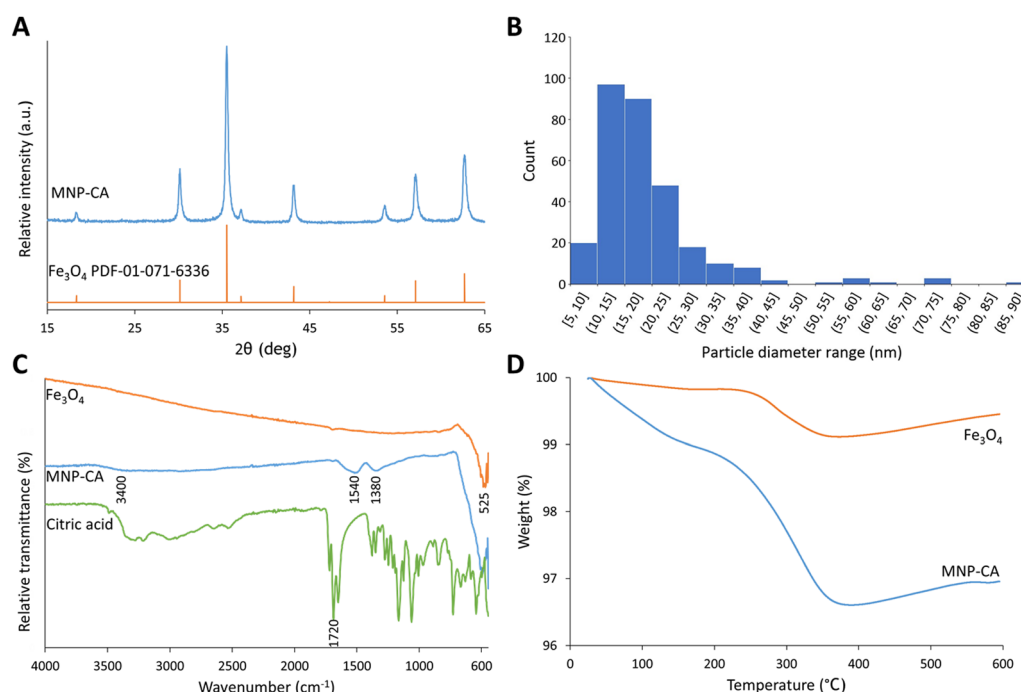 A
Relative intensity (a.u.)
MNP-CA
Fe₃O₄ PDF-01-071-6336
15 25 35 45 55 65
2θ (deg)
B
Count
120
100
80
60
40
20
0
[5, 10] (10, 15] (15, 20] (20, 25] (25, 30] (30, 35] (35, 40] (40, 45] (45, 50] (50, 55] (55, 60] (60, 65] (65, 70] (70, 75] (75, 80] (80, 85] (85, 90]
Particle diameter range (nm)
C
Relative transmittance (%)
Fe₃O₄
MNP-CA
3400 1540 1380 525
Citric acid
1720
4000 3000 2000 1000 600
Wavenumber (cm⁻¹)
D
Weight (%)
100
99
98
97
96
Fe₃O₄
MNP-CA
0 100 200 300 400 500 600
Temperature (°C)